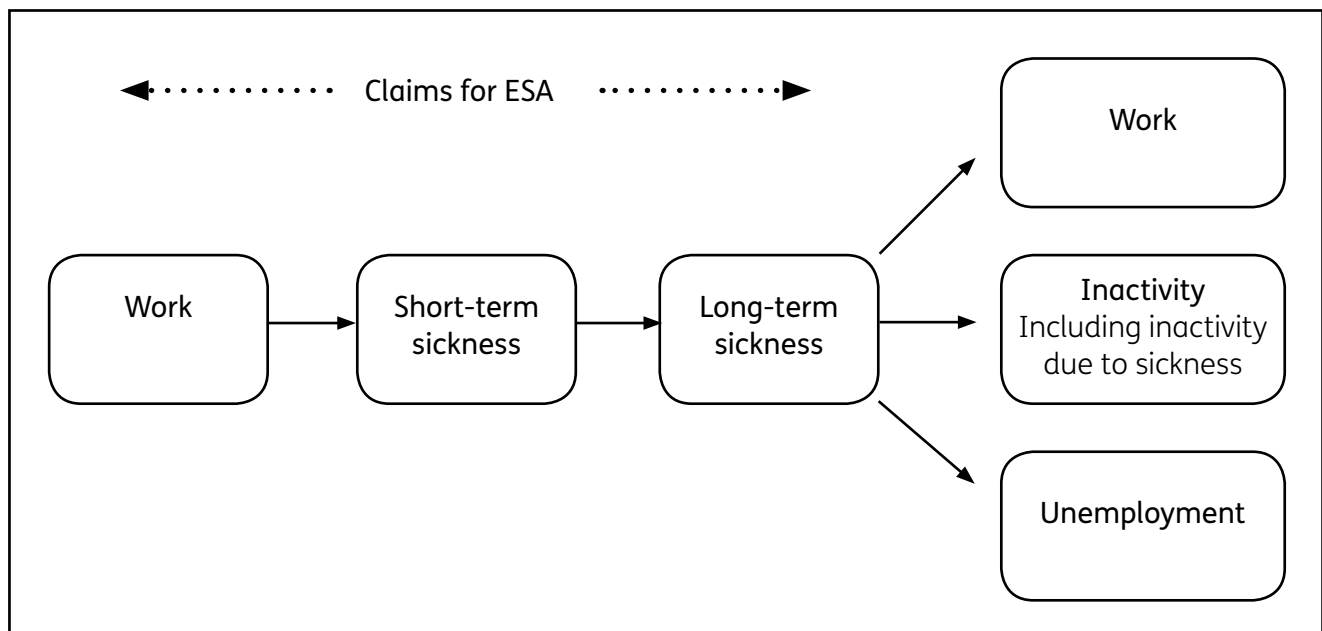 Claims for ESA
Work
Work
Short-term
sickness
Long-term
sickness
Inactivity
Including inactivity
due to sickness
Unemployment